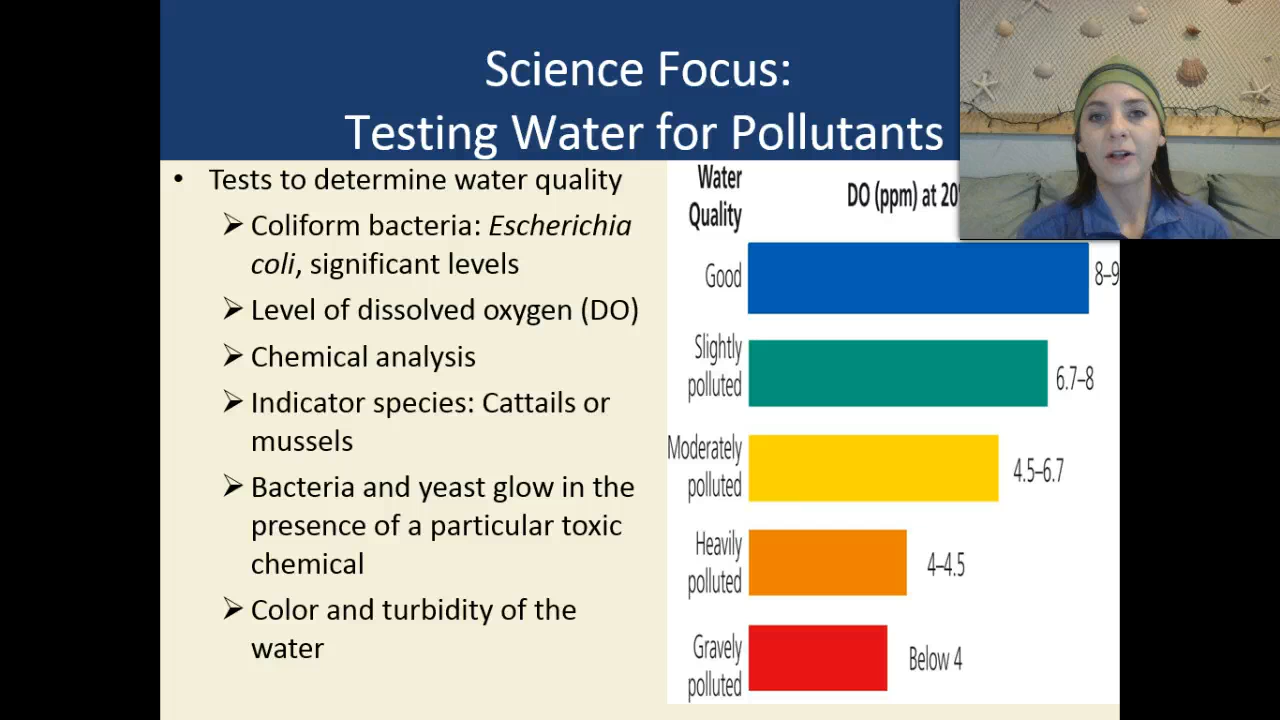 Science Focus:
Testing Water for Pollutants
• Tests to determine water quality
➢ Coliform bacteria: Escherichia
coli, significant levels
➢ Level of dissolved oxygen (DO)
➢ Chemical analysis
➢ Indicator species: Cattails or
mussels
➢ Bacteria and yeast glow in the
presence of a particular toxic
chemical
➢ Color and turbidity of the
water
Water
Quality
DO (ppm) at 20°
Good
8–9
Slightly
polluted
6.7–8
Moderately
polluted
4.5–6.7
Heavily
polluted
4–4.5
Gravely
polluted
Below 4